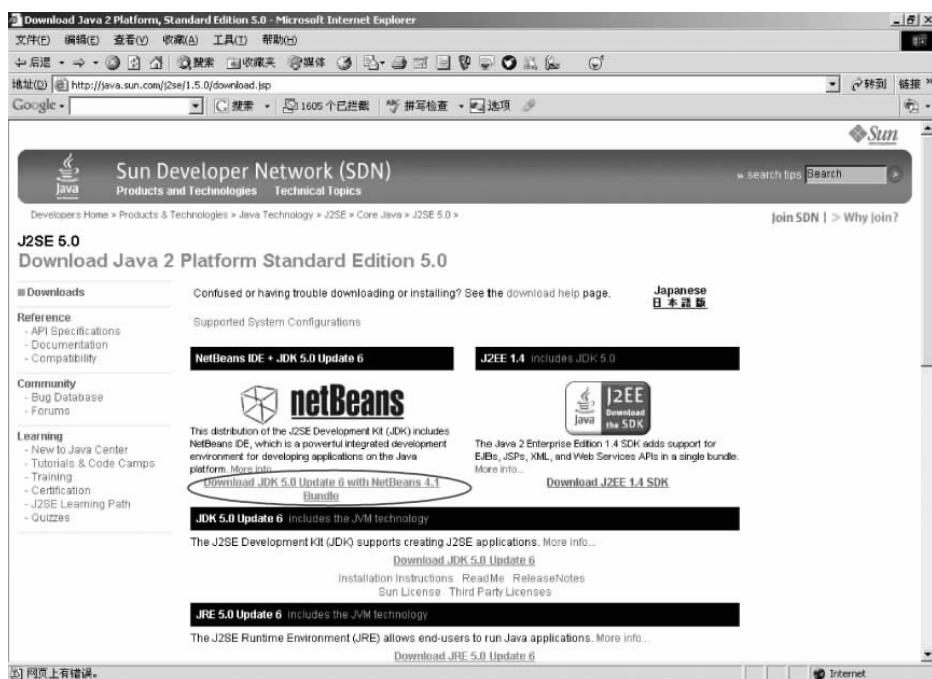 Download Java 2 Platform, Standard Edition 5.0 - Microsoft Internet Explorer
文件(F) 编辑(E) 查看(V) 收藏(A) 工具(T) 帮助(H)
后退 搜索 收藏夹 媒体
地址(D) http://java.sun.com/j2se/1.5.0/download.jsp 转到 链接 »
Google 搜索 1605 个已拦截 拼写检查 选项
Sun
Java
Sun Developer Network (SDN)
Products and Technologies Technical Topics
» search tips Search
Developers Home » Products & Technologies » Java Technology » J2SE » Core Java » J2SE 5.0 »
Join SDN | > Why Join?
J2SE 5.0
Download Java 2 Platform Standard Edition 5.0
Downloads
Reference
- API Specifications
- Documentation
- Compatibility
Community
- Bug Database
- Forums
Learning
- New to Java Center
- Tutorials & Code Camps
- Training
- Certification
- J2SE Learning Path
- Quizzes
Confused or having trouble downloading or installing? See the download help page.
Japanese
日本語版
Supported System Configurations
NetBeans IDE + JDK 5.0 Update 6
netBeans
This distribution of the J2SE Development Kit (JDK) includes
NetBeans IDE, which is a powerful integrated development
environment for developing applications on the Java
platform. More info...
Download JDK 5.0 Update 6 with NetBeans 4.1
Bundle
J2EE 1.4 includes JDK 5.0
Java
J2EE
Download
the SDK
The Java 2 Enterprise Edition 1.4 SDK adds support for
EJBs, JSPs, XML, and Web Services APIs in a single bundle.
More info...
Download J2EE 1.4 SDK
JDK 5.0 Update 6 includes the JVM technology
The J2SE Development Kit (JDK) supports creating J2SE applications. More info...
Download JDK 5.0 Update 6
Installation Instructions ReadMe ReleaseNotes
Sun License Third Party Licenses
JRE 5.0 Update 6 includes the JVM technology
The J2SE Runtime Environment (JRE) allows end-users to run Java applications. More info...
Download JRE 5.0 Update 6
网页上有错误。 Internet